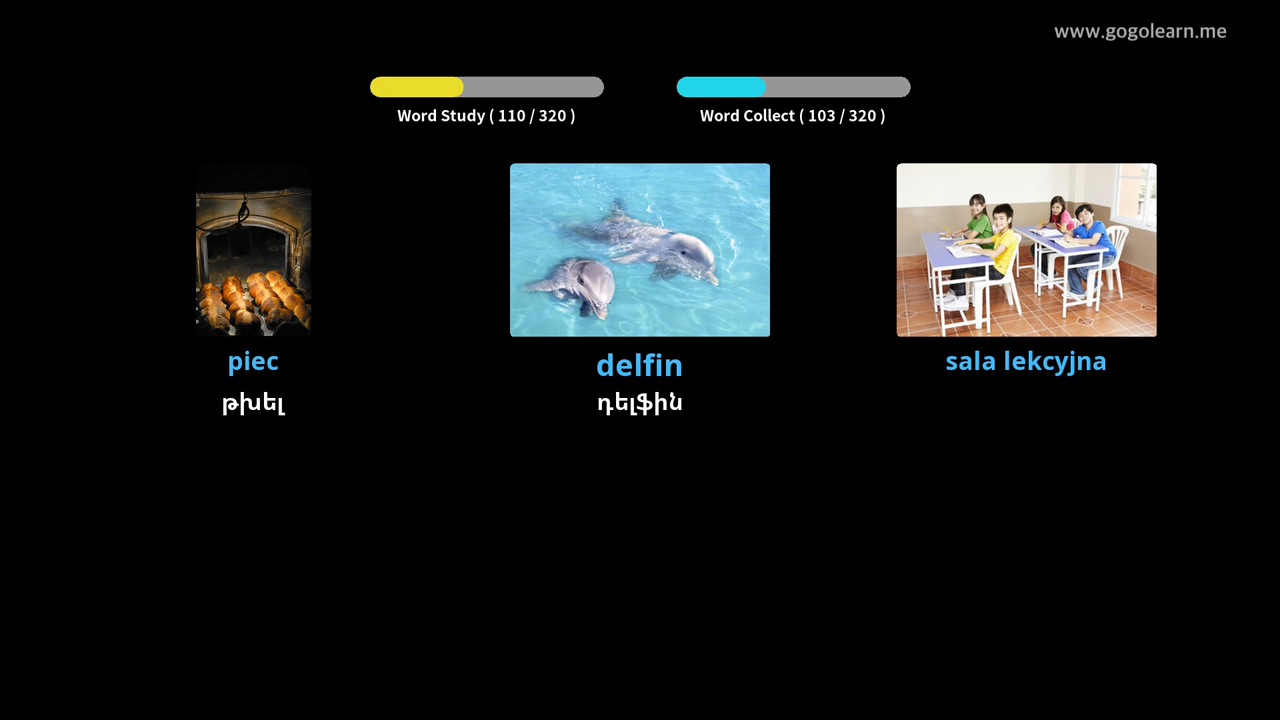 www.gogolearn.me
Word Study ( 110 / 320 )
Word Collect ( 103 / 320 )
piec
delfin
sala lekcyjna
թխել
դելֆին